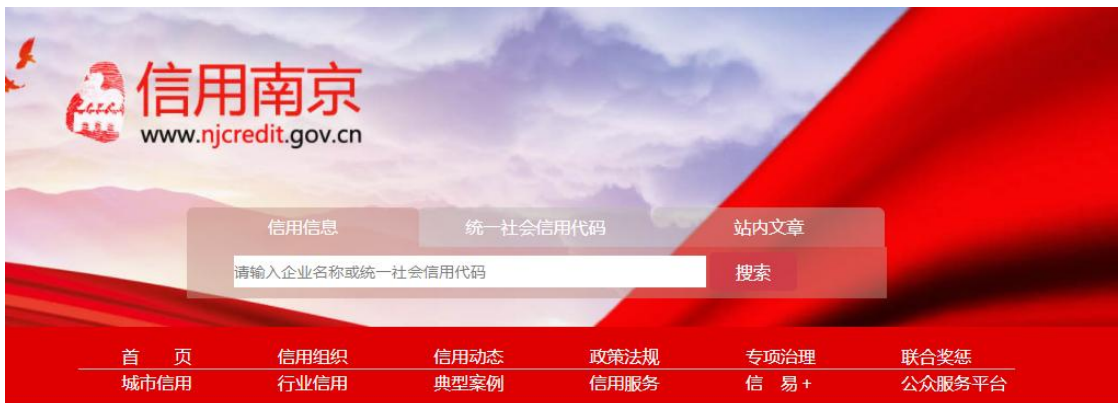 信用南京
www.njcredit.gov.cn
信用信息 统一社会信用代码 站内文章
请输入企业名称或统一社会信用代码 搜索
首 页 信用组织 信用动态 政策法规 专项治理 联合奖惩
城市信用 行业信用 典型案例 信用服务 信 易+ 公众服务平台